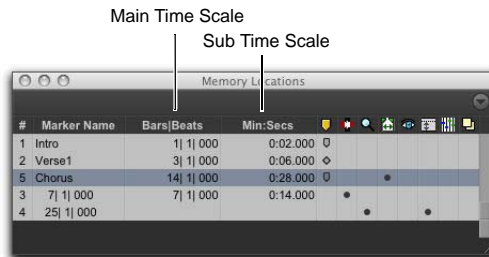 Main Time Scale
Sub Time Scale
Memory Locations
# Marker Name Bars|Beats Min:Secs
1 Intro 1| 1| 000 0:02.000
2 Verse1 3| 1| 000 0:06.000
5 Chorus 14| 1| 000 0:28.000
3 7| 1| 000 7| 1| 000 0:14.000
4 25| 1| 000